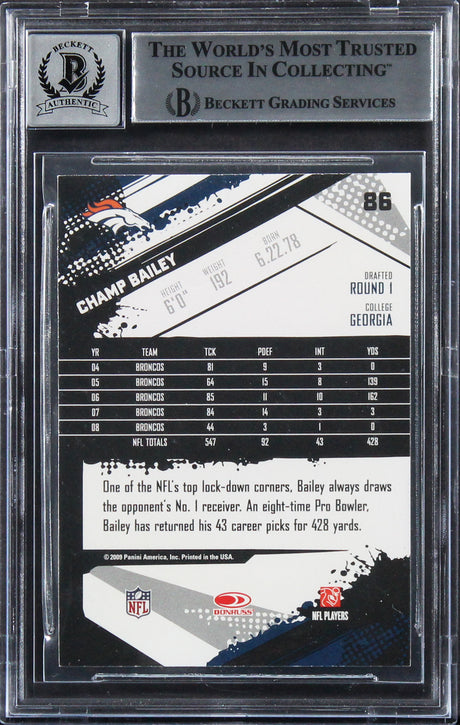 BECKETT
B
AUTHENTIC
THE WORLD'S MOST TRUSTED
SOURCE IN COLLECTING™
B BECKETT GRADING SERVICES
86
CHAMP BAILEY
HEIGHT
6'0"
WEIGHT
192
BORN
6.22.78
DRAFTED
ROUND 1
COLLEGE
GEORGIA
YR TEAM TCK PDEF INT YDS
04 BRONCOS 81 9 3 0
05 BRONCOS 64 15 8 139
06 BRONCOS 85 11 10 162
07 BRONCOS 84 14 3 3
08 BRONCOS 44 3 1 0
NFL TOTALS 547 92 43 428
One of the NFL's top lock-down corners, Bailey always draws
the opponent's No. 1 receiver. An eight-time Pro Bowler,
Bailey has returned his 43 career picks for 428 yards.
© 2009 Panini America, Inc. Printed in the USA.
NFL
DONRUSS
NFL PLAYERS